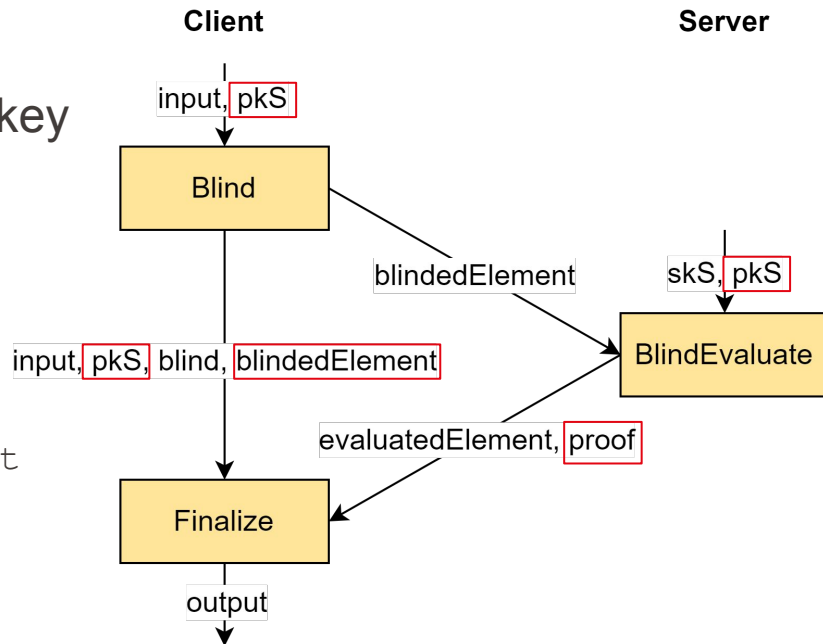 Client
Server
input, pkS
key
Blind
blindedElement
skS, pkS
input, pkS, blind, blindedElement
BlindEvaluate
evaluatedElement, proof
t
Finalize
output